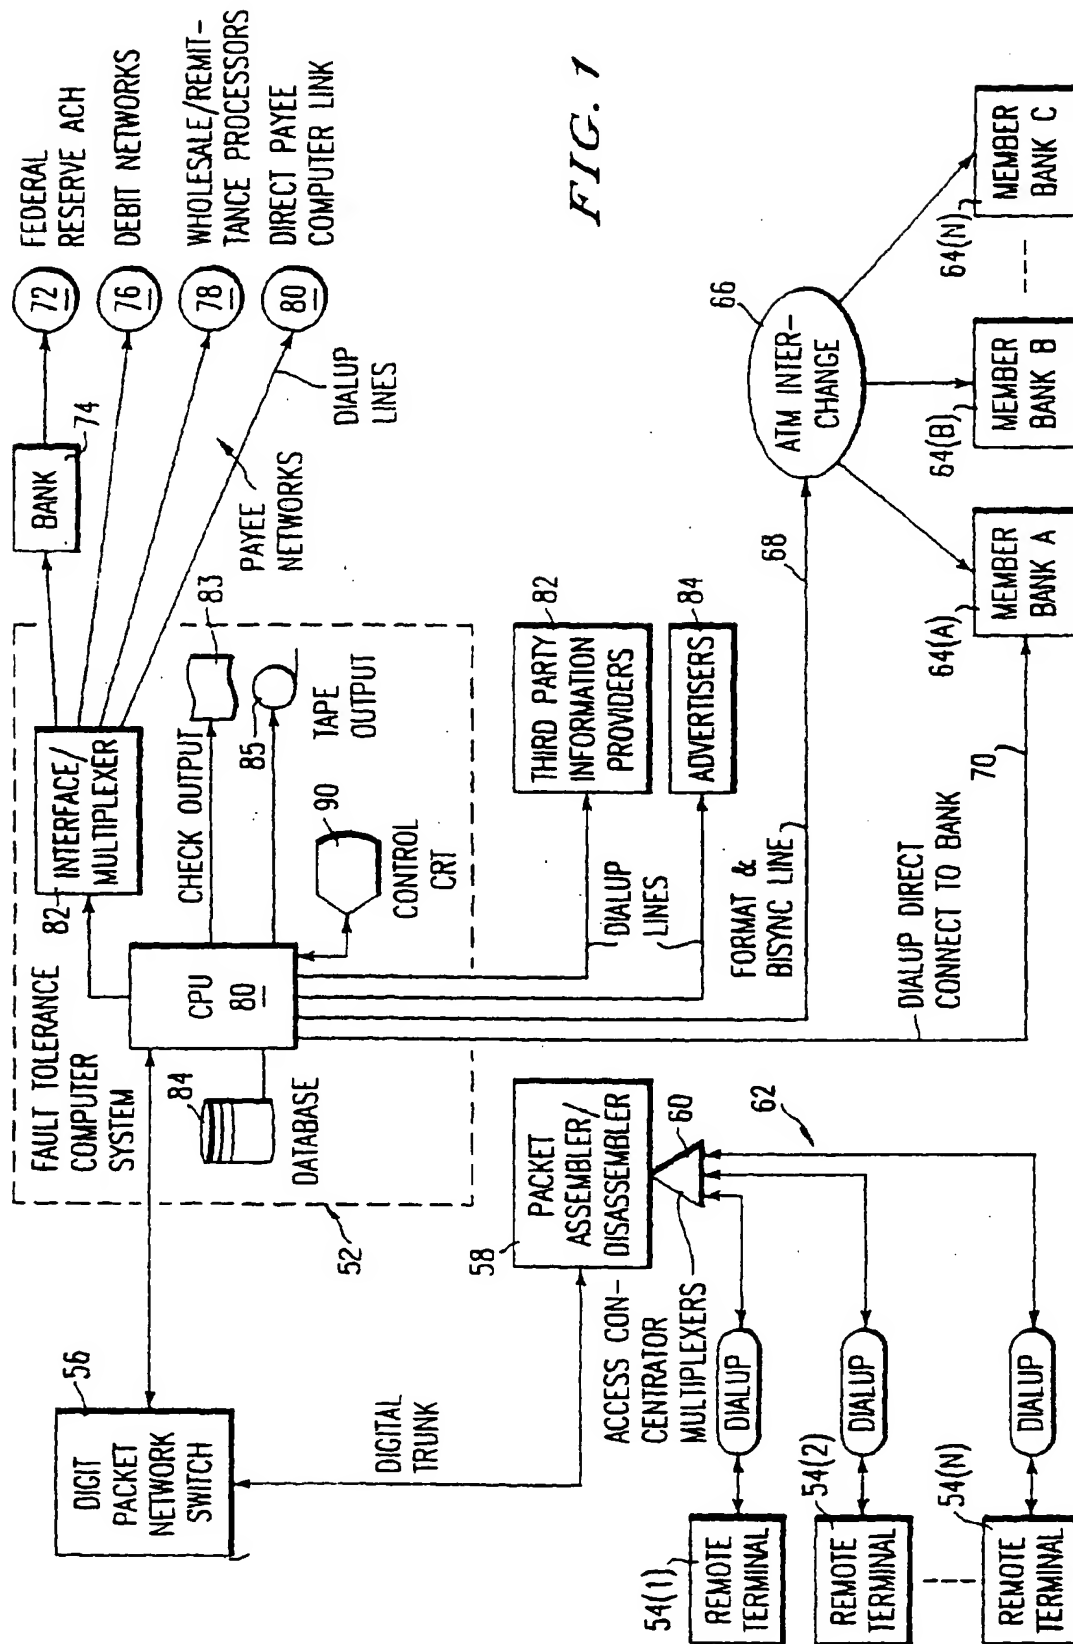 FIG. 1
72
FEDERAL
RESERVE ACH
76
DEBIT NETWORKS
78
WHOLESALE/REMIT-
TANCE PROCESSORS
80
DIRECT PAYEE
COMPUTER LINK
BANK
74
PAYEE
NETWORKS
DIALUP
LINES
FAULT TOLERANCE
COMPUTER
SYSTEM
82
INTERFACE/
MULTIPLEXER
CPU
80
84
DATABASE
CHECK OUTPUT
83
85
TAPE
OUTPUT
90
CONTROL
CRT
52
56
DIGIT
PACKET
NETWORK
SWITCH
DIGITAL
TRUNK
58
PACKET
ASSEMBLER/
DISASSEMBLER
60
ACCESS CON-
CENTRATOR
MULTIPLEXERS
62
DIALUP
LINES
82
THIRD PARTY
INFORMATION
PROVIDERS
84
ADVERTISERS
FORMAT &
BISYNC LINE
68
66
ATM INTER-
CHANGE
DIALUP DIRECT
CONNECT TO BANK
70
64(A)
MEMBER
BANK A
64(B)
MEMBER
BANK B
64(N)
MEMBER
BANK C
54(1)
REMOTE
TERMINAL
DIALUP
54(2)
REMOTE
TERMINAL
DIALUP
54(N)
REMOTE
TERMINAL
DIALUP